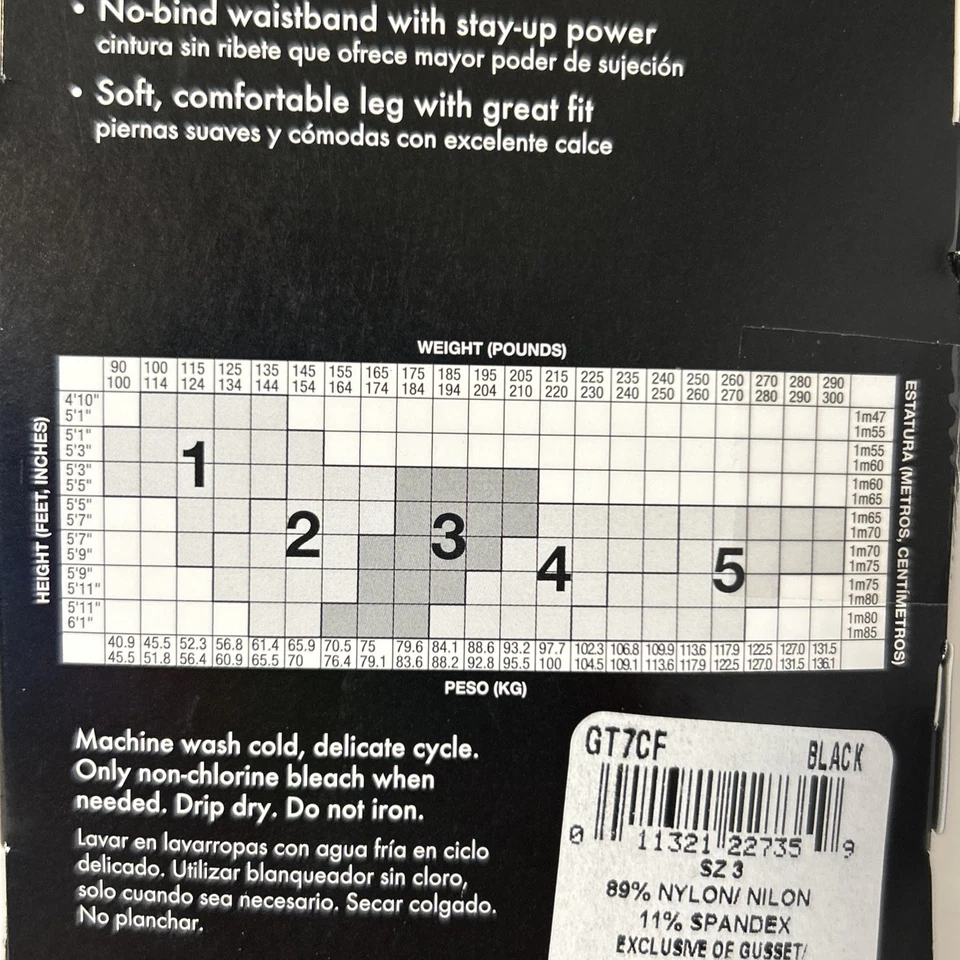 • No-bind waistband with stay-up power
cintura sin ribete que ofrece mayor poder de sujeción
• Soft, comfortable leg with great fit
piernas suaves y cómodas con excelente calce
WEIGHT (POUNDS)
90 100 115 125 135 145 155 165 175 185 195 205 215 225 235 240 250 260 270 280 290
100 114 124 134 144 154 164 174 184 194 204 210 220 230 240 250 260 270 280 290 300
HEIGHT (FEET, INCHES)
4'10"
5'1"
5'1"
5'3"
5'3"
5'5"
5'5"
5'7"
5'7"
5'9"
5'9"
5'11"
5'11"
6'1"
1
2
3
4
5
1m47
1m55
1m55
1m60
1m60
1m65
1m65
1m70
1m70
1m75
1m75
1m80
1m80
1m85
ESTATURA (METROS, CENTÍMETROS)
40.9 45.5 52.3 56.8 61.4 65.9 70.5 75 79.6 84.1 88.6 93.2 97.7 102.3 106.8 109.9 113.6 117.9 122.5 127.0 131.5
45.5 51.8 56.4 60.9 65.5 70 76.4 79.1 83.6 88.2 92.8 95.5 100 104.5 109.1 113.6 117.9 122.5 127.0 131.5 136.1
PESO (KG)
Machine wash cold, delicate cycle.
Only non-chlorine bleach when
needed. Drip dry. Do not iron.
Lavar en lavarropas con agua fría en ciclo
delicado. Utilizar blanqueador sin cloro,
solo cuando sea necesario. Secar colgado.
No planchar.
GT7CF BLACK
0 11321 22735 9
SZ 3
89% NYLON/ NILON
11% SPANDEX
EXCLUSIVE OF GUSSET/